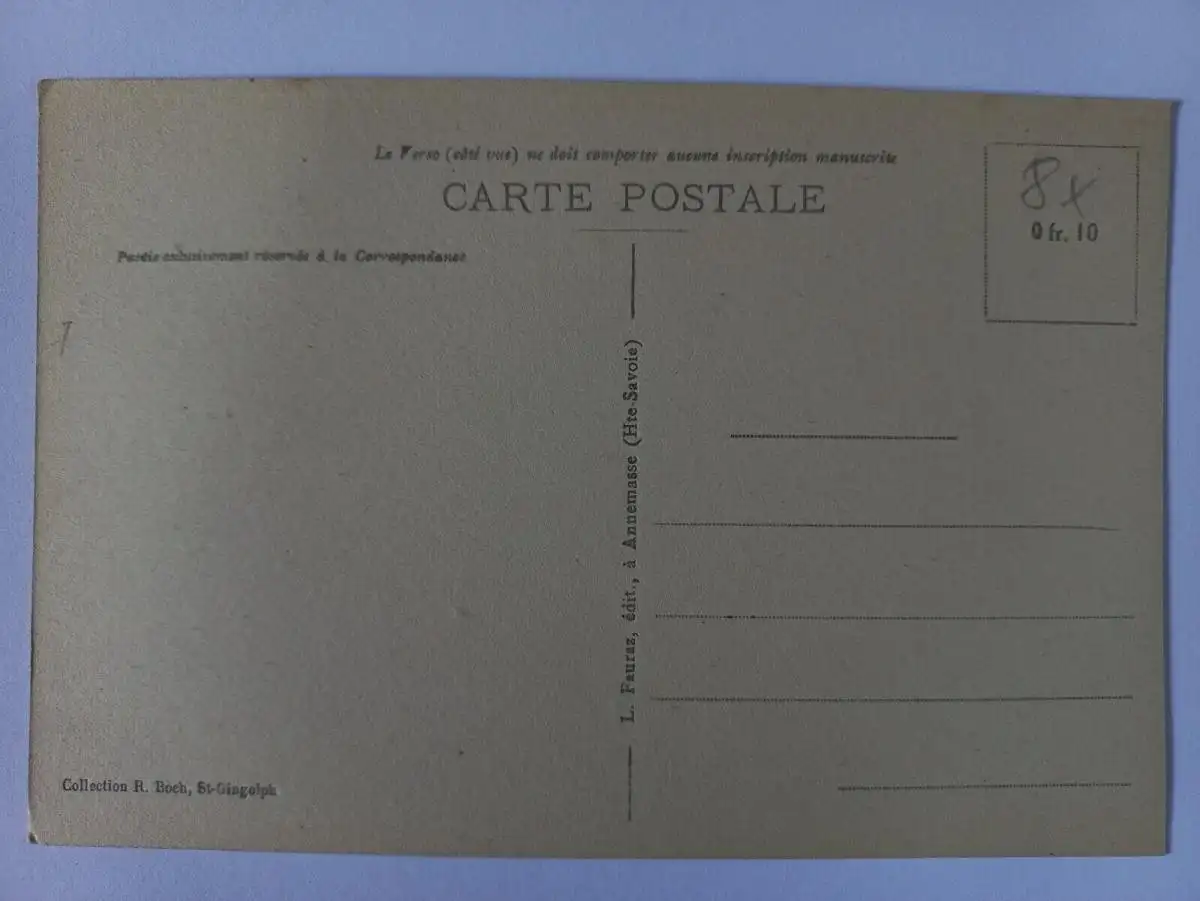 Le Verso (côté vue) ne doit comporter aucune inscription manuscrite
CARTE POSTALE
8x
0 fr. 10
Partie exclusivement réservée à la Correspondance
L. Fauraz, édit., à Annemasse (Hte-Savoie)
Collection R. Boch, St-Gingolph